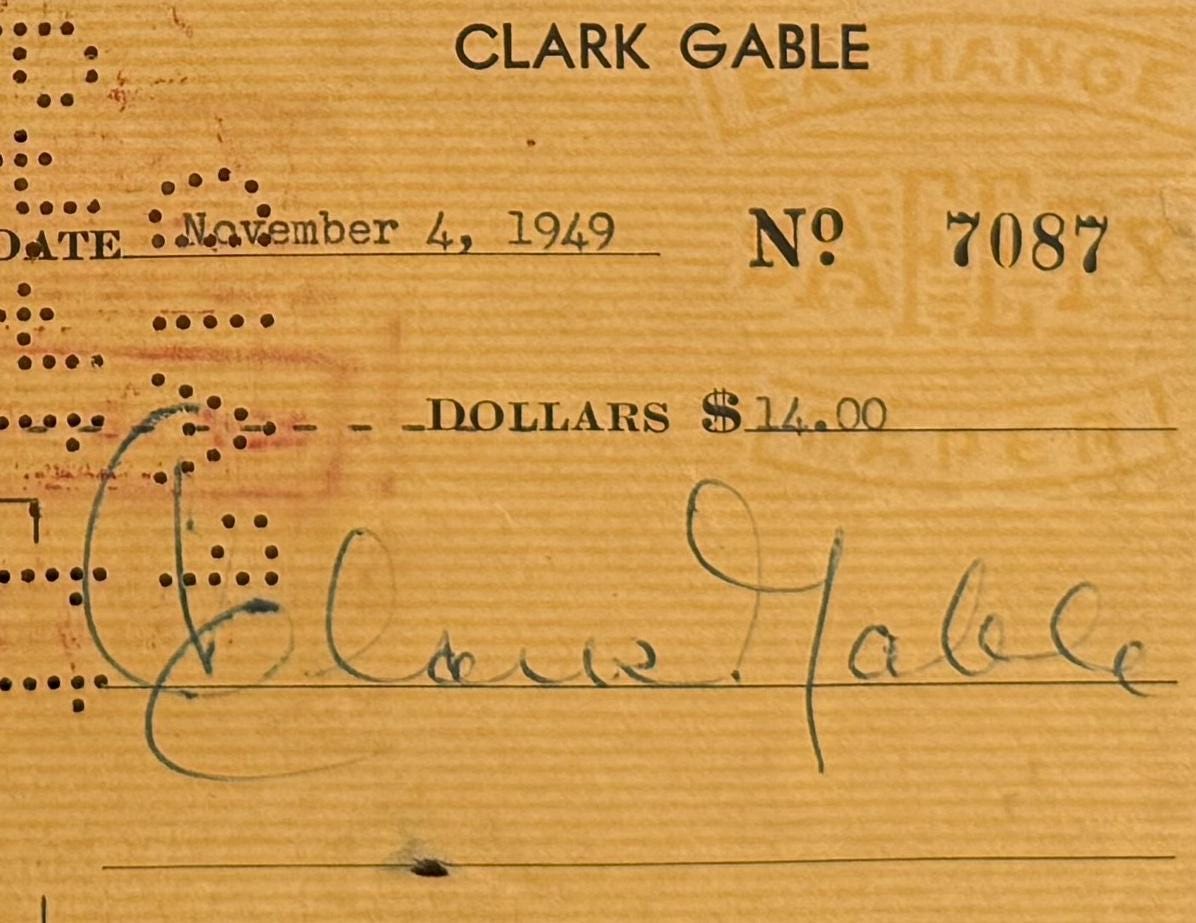 CLARK GABLE
DATE November 4, 1949 Nº 7087
DOLLARS $ 14.00
Clark Gable